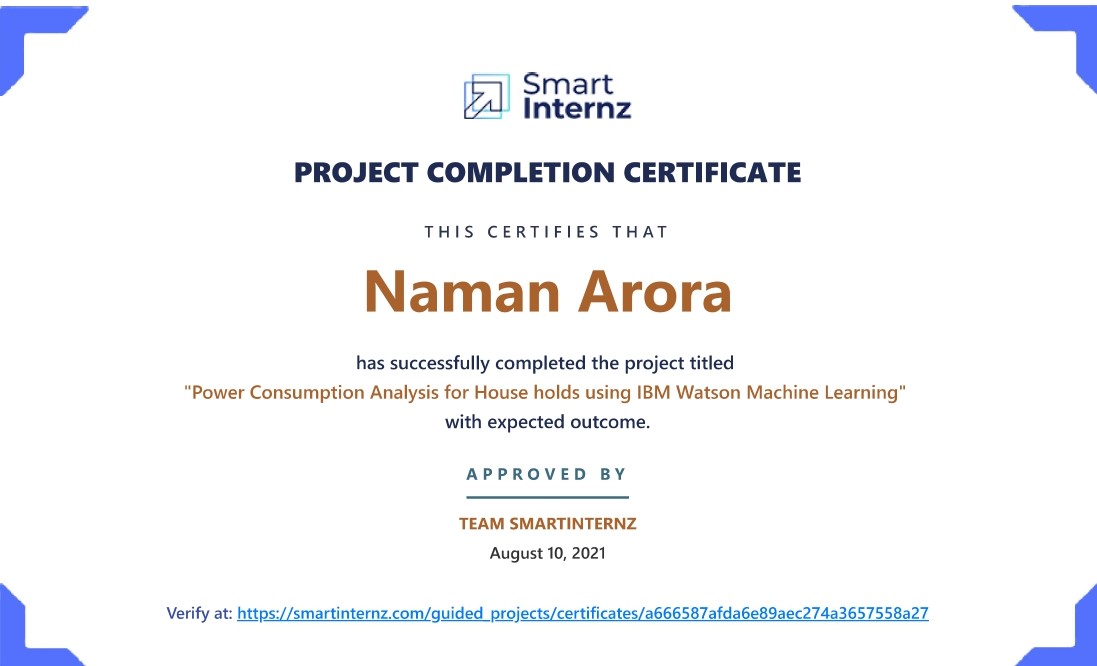 Smart
Internz
PROJECT COMPLETION CERTIFICATE
THIS CERTIFIES THAT
Naman Arora
has successfully completed the project titled
"Power Consumption Analysis for House holds using IBM Watson Machine Learning"
with expected outcome.
APPROVED BY
TEAM SMARTINTERNZ
August 10, 2021
Verify at: https://smartinternz.com/guided_projects/certificates/a666587afda6e89aec274a3657558a27